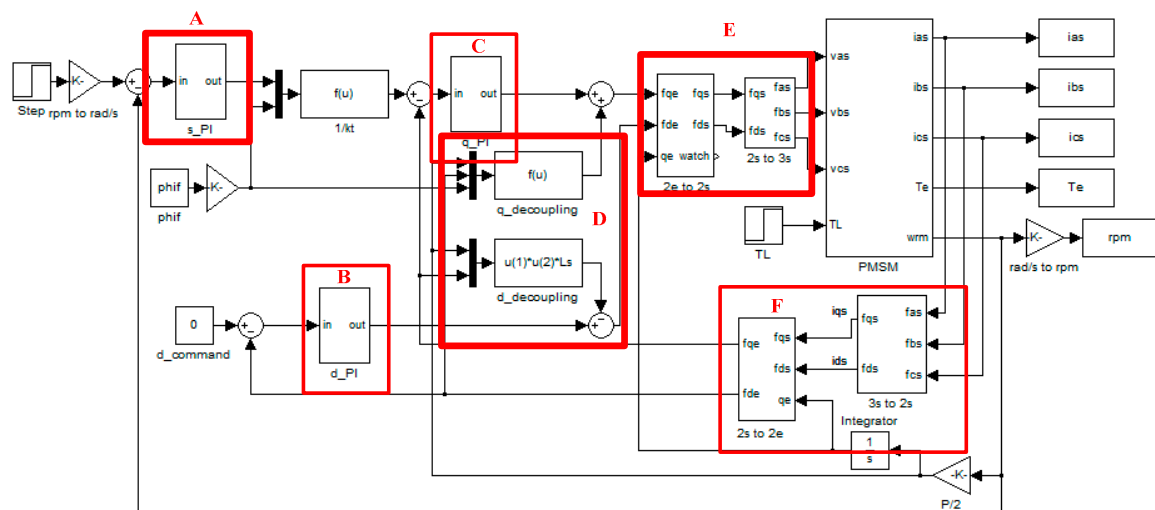 A
in out
s_PI
Step
K-
rpm to rad/s
f(u)
1/kt
C
in out
q_PI
phif
phif
K-
f(u)
q_decoupling
D
u(1)*u(2)*Ls
d_decoupling
0
d_command
B
in out
d_PI
E
fqe fqs
fde fds
qe watch
2e to 2s
fqs fas
fbs
fds fcs
2s to 3s
TL
vas ias
vbs ibs
vcs ics
Te
TL wrm
PMSM
ias
ibs
ics
Te
K-
rad/s to rpm
rpm
F
fqe fqs
fds
fde qe
2s to 2e
iqs
ids
fqs fas
fbs
fds fcs
3s to 2s
Integrator
1
s
-K-
P/2